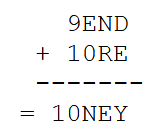 9END
+ 10RE
-------
= 10NEY